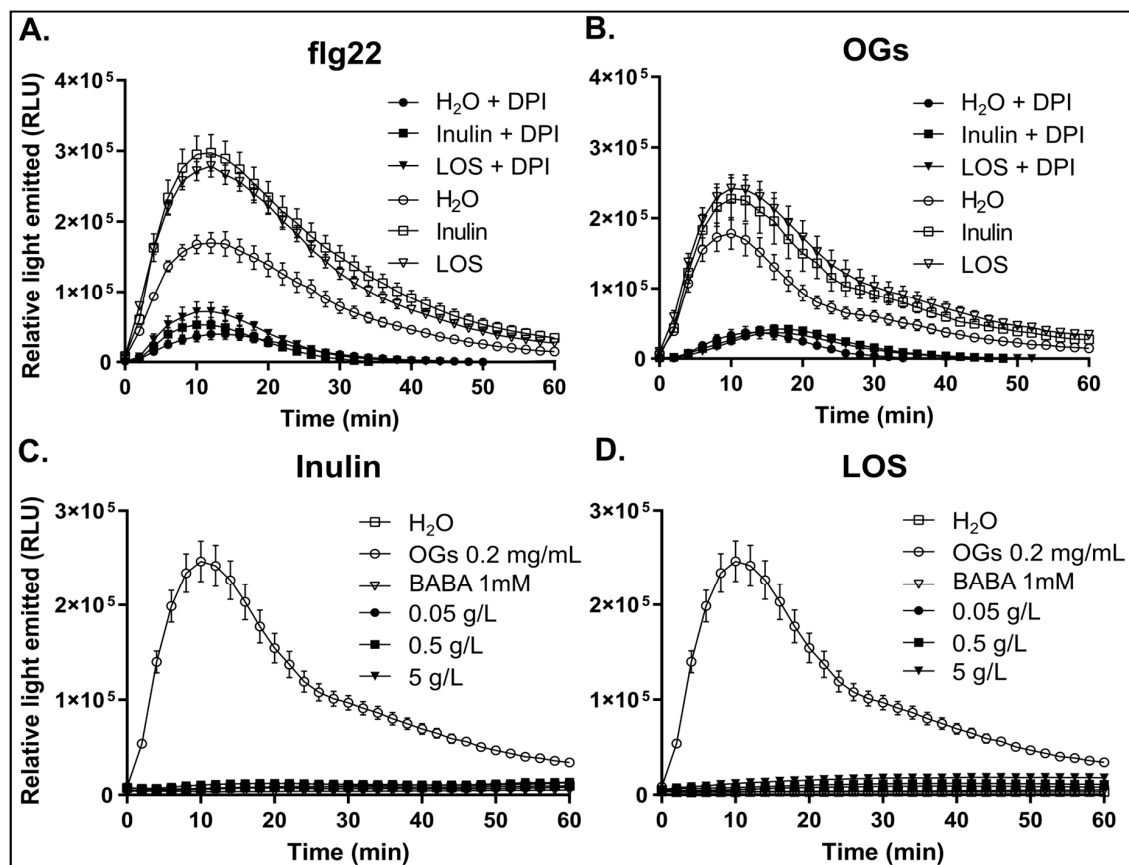 A.
flg22
Relative light emitted (RLU)
4×10⁵
3×10⁵
2×10⁵
1×10⁵
0
H₂O + DPI
Inulin + DPI
LOS + DPI
H₂O
Inulin
LOS
0 10 20 30 40 50 60
Time (min)
B.
OGs
4×10⁵
3×10⁵
2×10⁵
1×10⁵
0
H₂O + DPI
Inulin + DPI
LOS + DPI
H₂O
Inulin
LOS
0 10 20 30 40 50 60
Time (min)
C.
Inulin
Relative light emitted (RLU)
3×10⁵
2×10⁵
1×10⁵
0
H₂O
OGs 0.2 mg/mL
BABA 1mM
0.05 g/L
0.5 g/L
5 g/L
0 10 20 30 40 50 60
Time (min)
D.
LOS
3×10⁵
2×10⁵
1×10⁵
0
H₂O
OGs 0.2 mg/mL
BABA 1mM
0.05 g/L
0.5 g/L
5 g/L
0 10 20 30 40 50 60
Time (min)